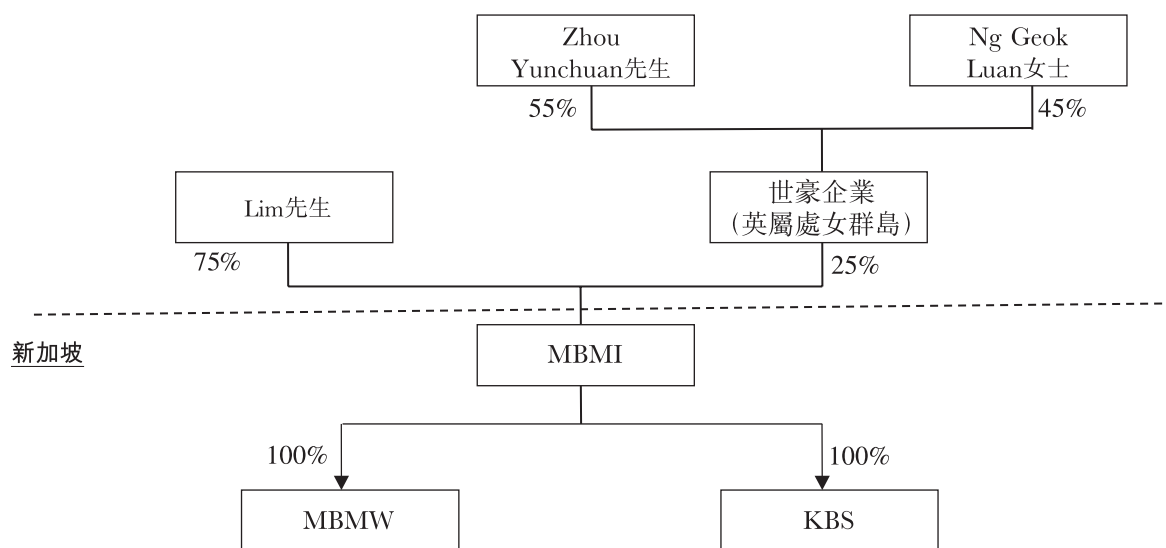 Zhou
Yunchuan先生
Ng Geok
Luan女士
55%
45%
Lim先生
世豪企業
（英屬處女群島）
75%
25%
新加坡
MBMI
100%
100%
MBMW
KBS